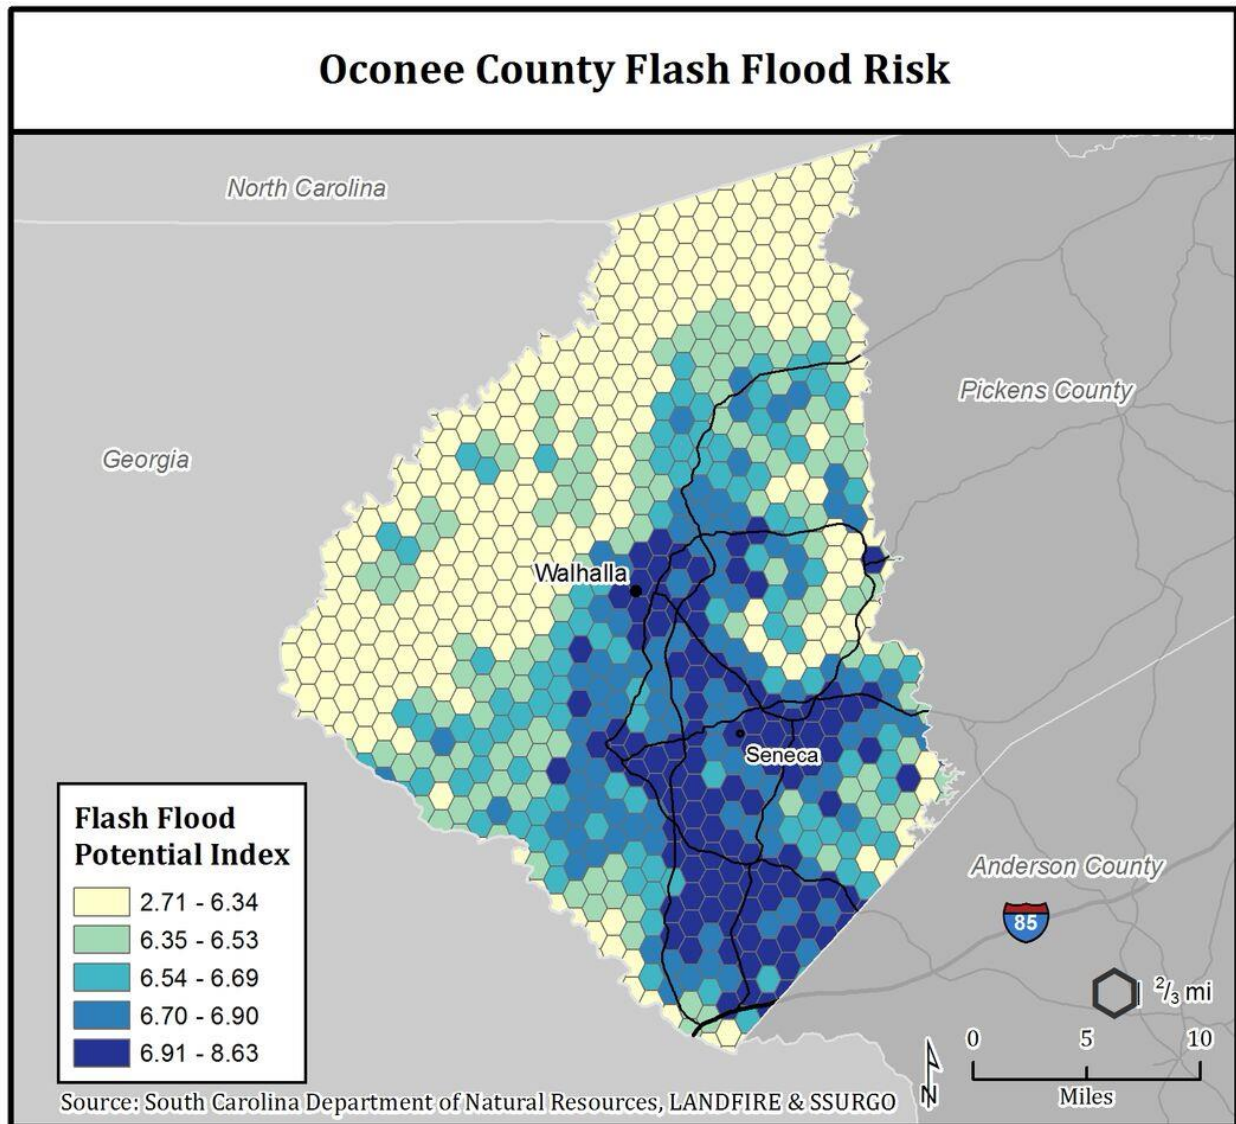 Oconee County Flash Flood Risk
North Carolina
Pickens County
Georgia
Walhalla
Seneca
Flash Flood
Potential Index
2.71 - 6.34
6.35 - 6.53
6.54 - 6.69
6.70 - 6.90
6.91 - 8.63
Anderson County
85
2/3 mi
0 5 10
Miles
N
Source: South Carolina Department of Natural Resources, LANDFIRE & SSURGO